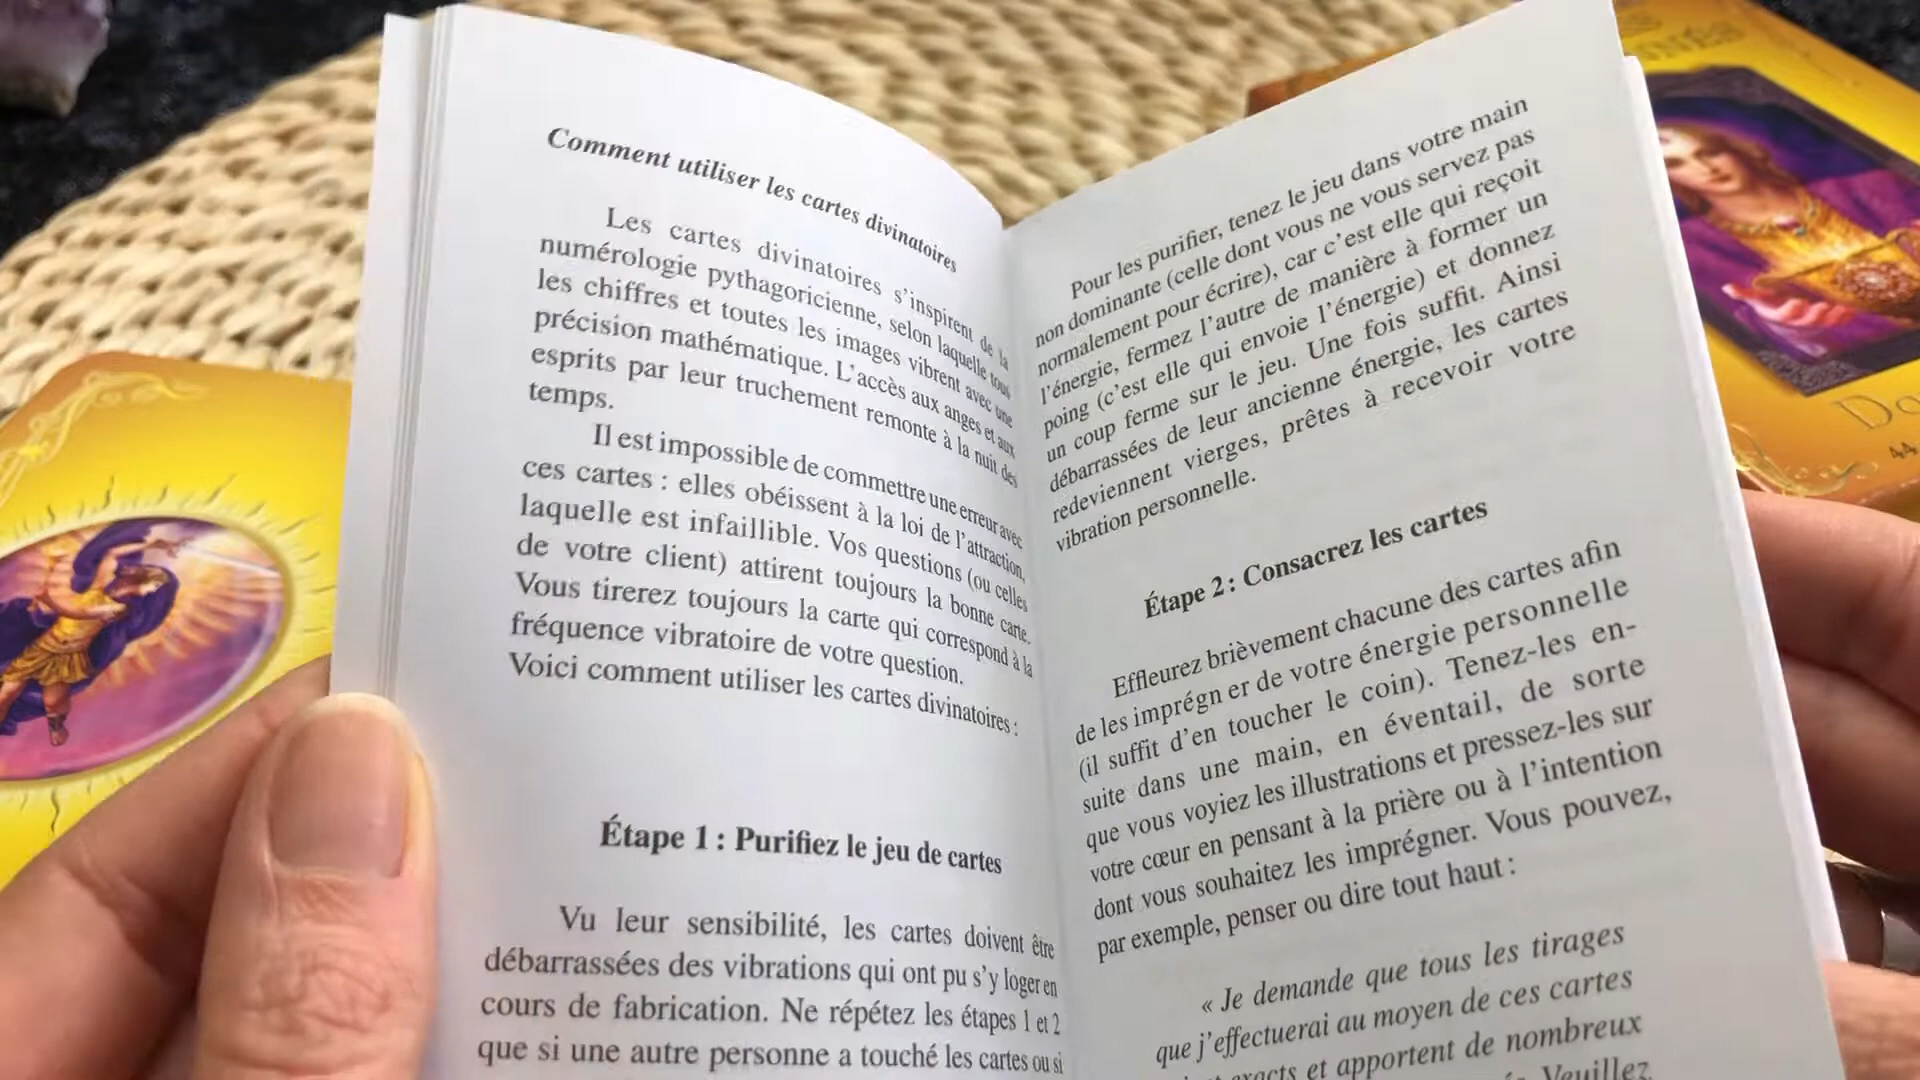 Comment utiliser les cartes divinatoires
Les cartes divinatoires s'inspirent de la
numérologie pythagoricienne, selon laquelle tous
les chiffres et toutes les images vibrent avec une
précision mathématique. L'accès aux anges et aux
esprits par leur truchement remonte à la nuit des
temps.
Il est impossible de commettre une erreur avec
ces cartes : elles obéissent à la loi de l'attraction,
laquelle est infaillible. Vos questions (ou celles
de votre client) attirent toujours la bonne carte.
Vous tirerez toujours la carte qui correspond à la
fréquence vibratoire de votre question.
Voici comment utiliser les cartes divinatoires :
Étape 1 : Purifiez le jeu de cartes
Vu leur sensibilité, les cartes doivent être
débarrassées des vibrations qui ont pu s'y loger en
cours de fabrication. Ne répétez les étapes 1 et 2
que si une autre personne a touché les cartes ou si
Pour les purifier, tenez le jeu dans votre main
non dominante (celle dont vous ne vous servez pas
normalement pour écrire), car c'est elle qui reçoit
l'énergie, fermez l'autre de manière à former un
poing (c'est elle qui envoie l'énergie) et donnez
un coup ferme sur le jeu. Une fois suffit. Ainsi
débarrassées de leur ancienne énergie, les cartes
redeviennent vierges, prêtes à recevoir votre
vibration personnelle.
Étape 2 : Consacrez les cartes
Effleurez brièvement chacune des cartes afin
de les imprégn er de votre énergie personnelle
(il suffit d'en toucher le coin). Tenez-les en-
suite dans une main, en éventail, de sorte
que vous voyiez les illustrations et pressez-les sur
votre cœur en pensant à la prière ou à l'intention
dont vous souhaitez les imprégner. Vous pouvez,
par exemple, penser ou dire tout haut :
« Je demande que tous les tirages
que j'effectuerai au moyen de ces cartes
exacts et apportent de nombreux
Veuillez
Do
44